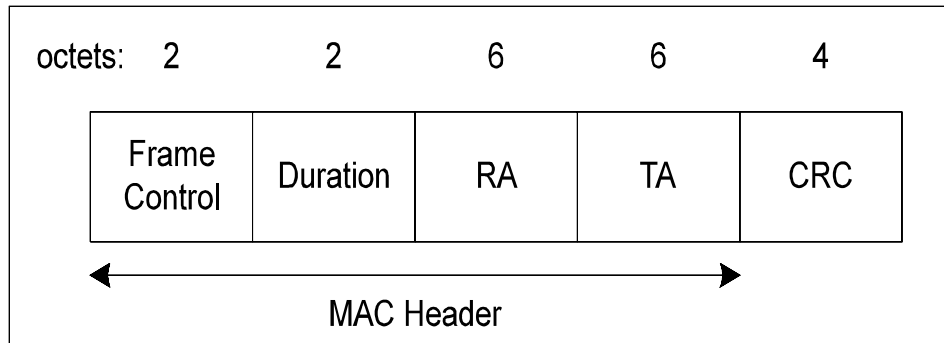 octets: 2 2 6 6 4
Frame Control Duration RA TA CRC
MAC Header